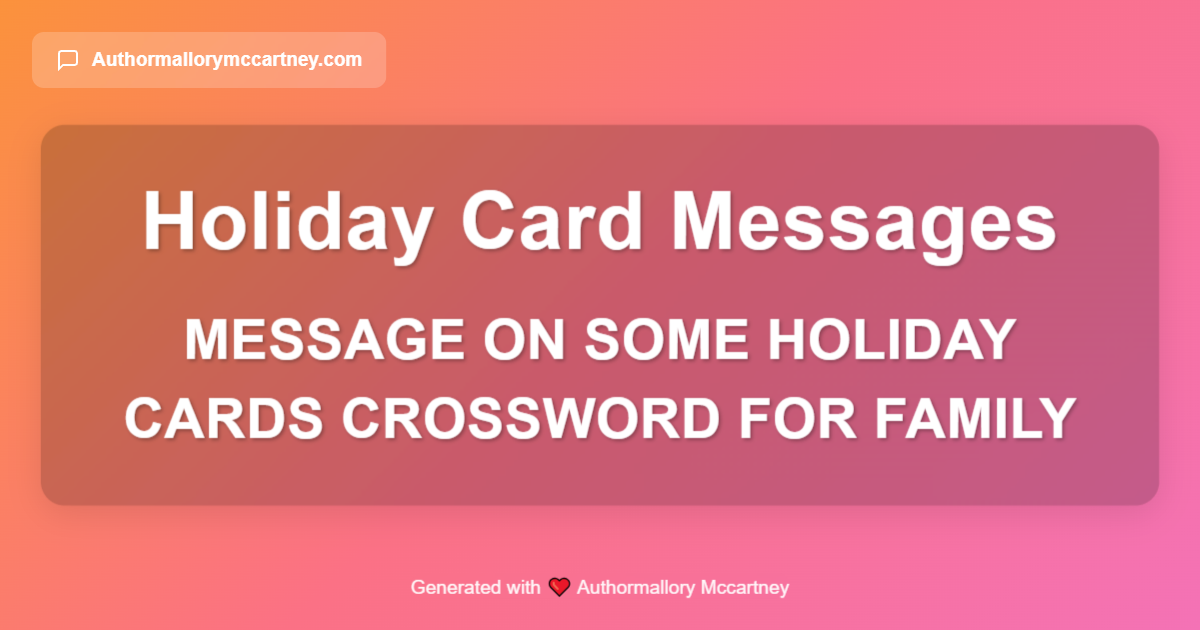 Authormallorymccartney.com
Holiday Card Messages
MESSAGE ON SOME HOLIDAY
CARDS CROSSWORD FOR FAMILY
Generated with ❤️ Authormallory Mccartney